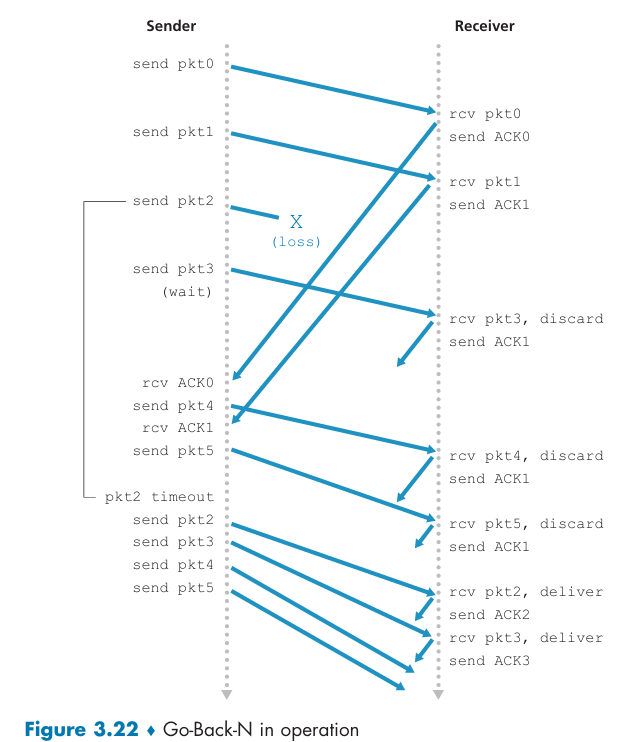 Sender
Receiver
send pkt0
rcv pkt0
send ACK0
send pkt1
rcv pkt1
send ACK1
send pkt2
X
(loss)
send pkt3
(wait)
rcv pkt3, discard
send ACK1
rcv ACK0
send pkt4
rcv ACK1
send pkt5
rcv pkt4, discard
send ACK1
pkt2 timeout
send pkt2
send pkt3
send pkt4
send pkt5
rcv pkt5, discard
send ACK1
rcv pkt2, deliver
send ACK2
rcv pkt3, deliver
send ACK3
Figure 3.22 ♦ Go-Back-N in operation